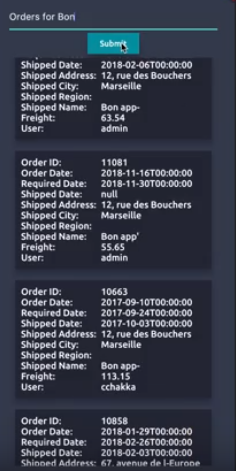 Orders for Bon
Submit
Shipped Date: 2018-02-06T00:00:00
Shipped Address: 12, rue des Bouchers
Shipped City: Marseille
Shipped Region:
Shipped Name: Bon app-
Freight: 63.54
User: admin
Order ID: 11081
Order Date: 2018-11-16T00:00:00
Required Date: 2018-11-30T00:00:00
Shipped Date: null
Shipped Address: 12, rue des Bouchers
Shipped City: Marseille
Shipped Region:
Shipped Name: Bon app'
Freight: 55.65
User: admin
Order ID: 10663
Order Date: 2017-09-10T00:00:00
Required Date: 2017-09-24T00:00:00
Shipped Date: 2017-10-03T00:00:00
Shipped Address: 12, rue des Bouchers
Shipped City: Marseille
Shipped Region:
Shipped Name: Bon app-
Freight: 113.15
User: cchakka
Order ID: 10858
Order Date: 2018-01-29T00:00:00
Required Date: 2018-02-26T00:00:00
Shipped Date: 2018-02-03T00:00:00
Shipped Address: 67, avenue de l-Europe